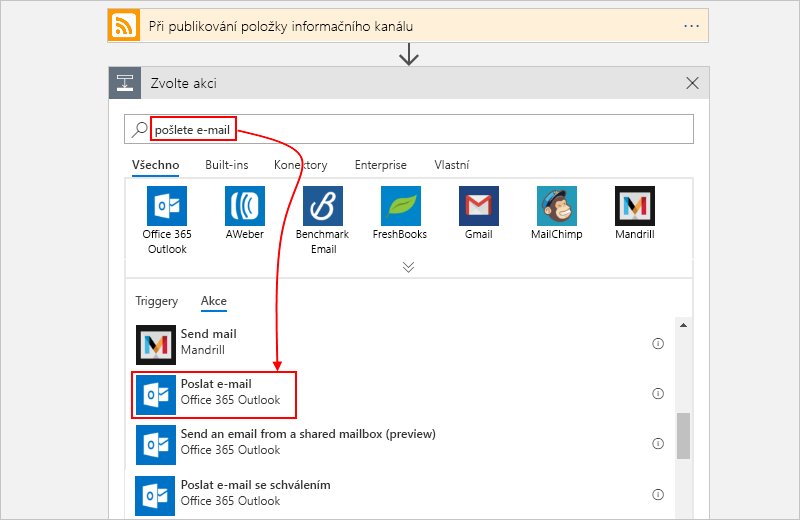 Při publikování položky informačního kanálu
Zvolte akci
pošlete e-mail
Všechno Built-ins Konektory Enterprise Vlastní
Office 365 Outlook
AWeber
Benchmark Email
FreshBooks
Gmail
MailChimp
Mandrill
Triggery Akce
Send mail
Mandrill
Poslat e-mail
Office 365 Outlook
Send an email from a shared mailbox (preview)
Office 365 Outlook
Poslat e-mail se schválením
Office 365 Outlook